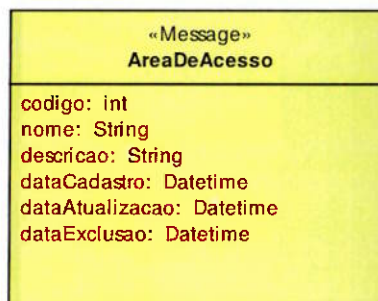 «Message»
AreaDeAcesso
codigo: int
nome: String
descricao: String
dataCadastro: Datetime
dataAtualizacao: Datetime
dataExclusao: Datetime